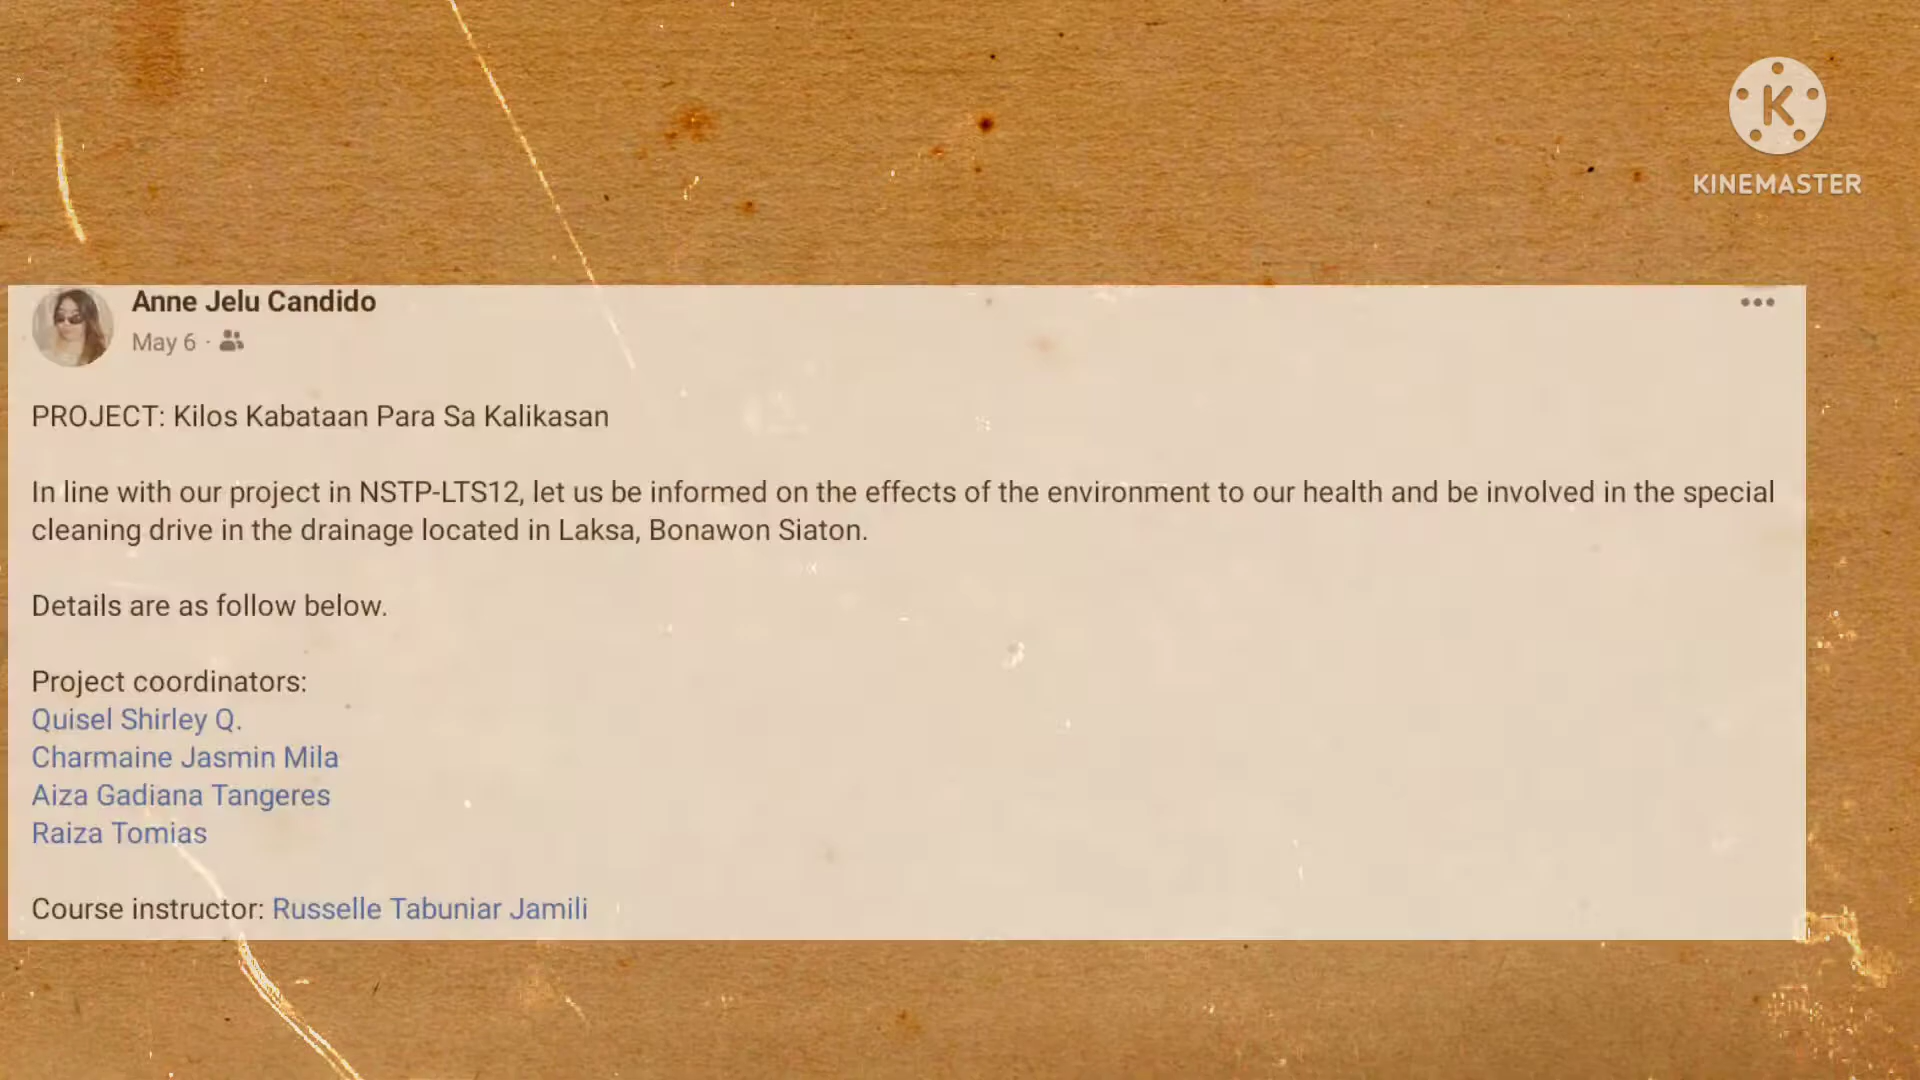 K
KINEMASTER
Anne Jelu Candido
May 6 ·
PROJECT: Kilos Kabataan Para Sa Kalikasan
In line with our project in NSTP-LTS12, let us be informed on the effects of the environment to our health and be involved in the special
cleaning drive in the drainage located in Laksa, Bonawon Siaton.
Details are as follow below.
Project coordinators:
Quisel Shirley Q.
Charmaine Jasmin Mila
Aiza Gadiana Tangeres
Raiza Tomias
Course instructor: Russelle Tabuniar Jamili